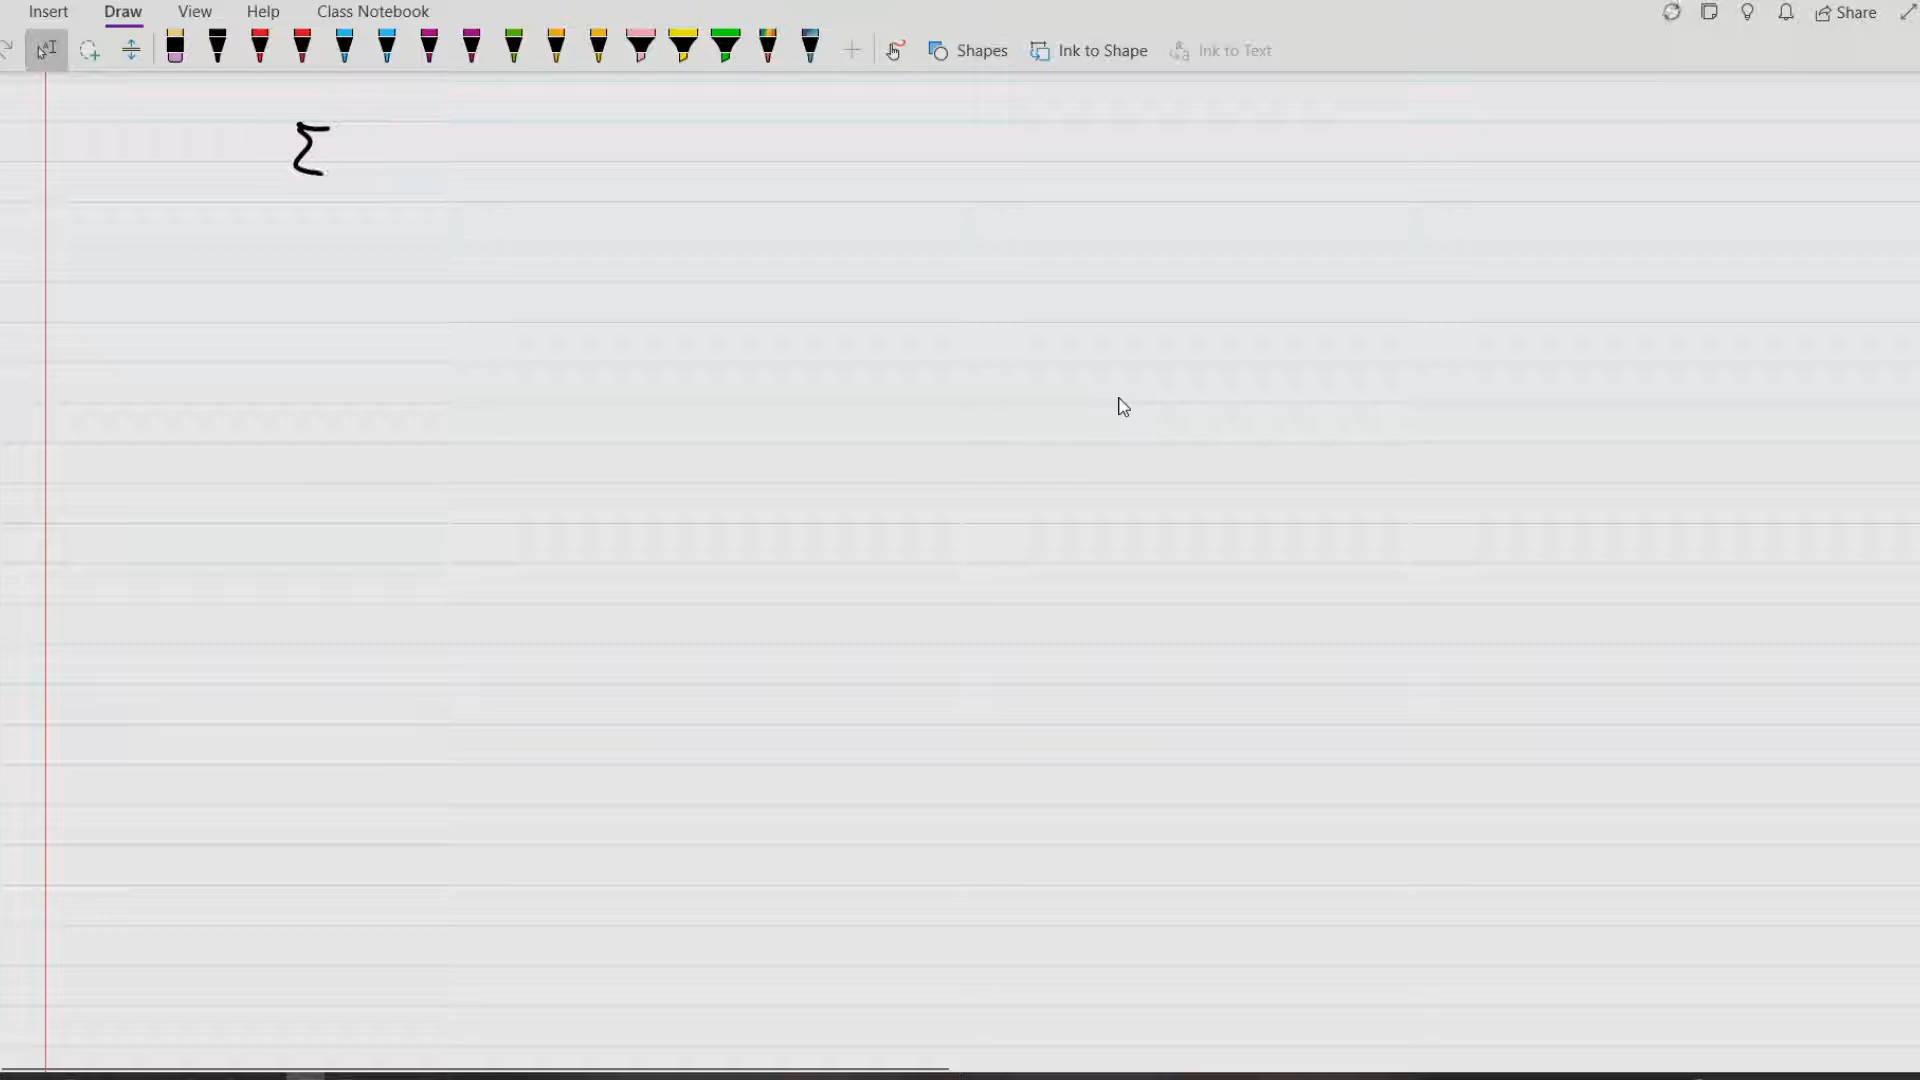 Insert Draw View Help Class Notebook Share
Shapes Ink to Shape Ink to Text
Σ